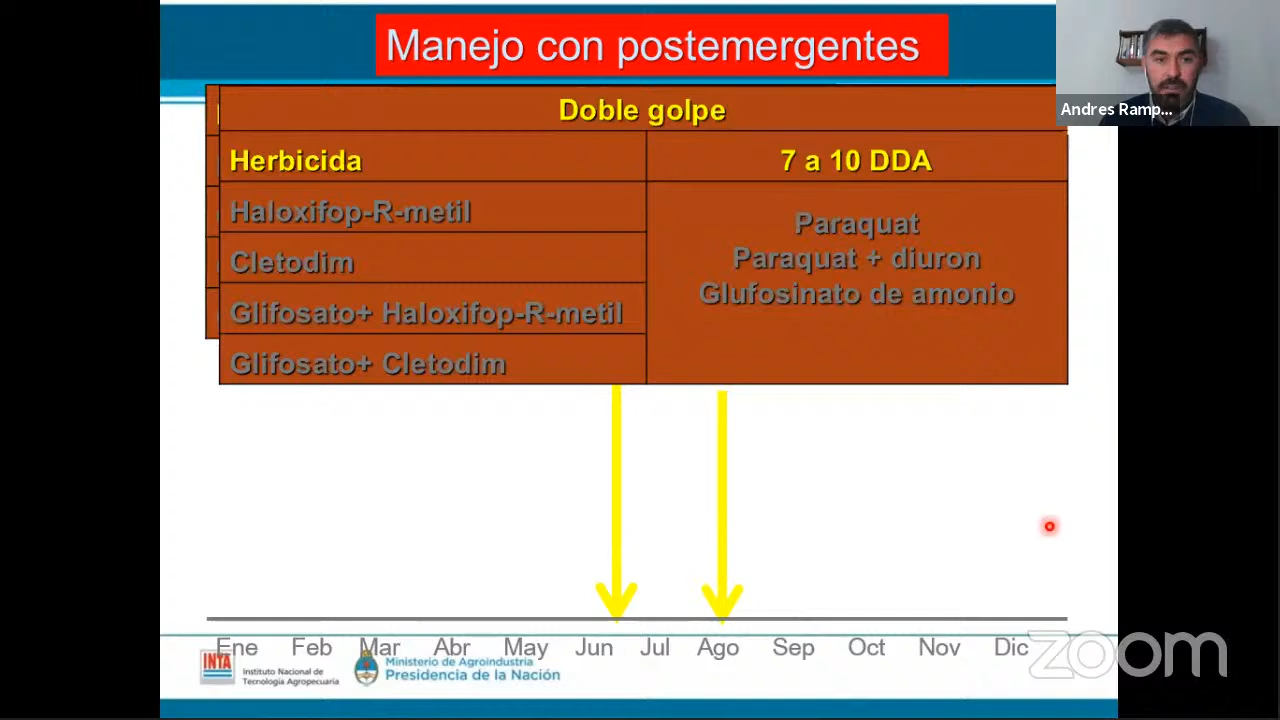 Manejo con postemergentes
Andres Ramp...
Doble golpe
Herbicida
7 a 10 DDA
Haloxifop-R-metil
Cletodim
Glifosato+ Haloxifop-R-metil
Glifosato+ Cletodim
Paraquat
Paraquat + diuron
Glufosinato de amonio
Ene Feb Mar Abr May Jun Jul Ago Sep Oct Nov Dic
INTA
Instituto Nacional de
Tecnología Agropecuaria
Ministerio de Agroindustria
Presidencia de la Nación
zoom